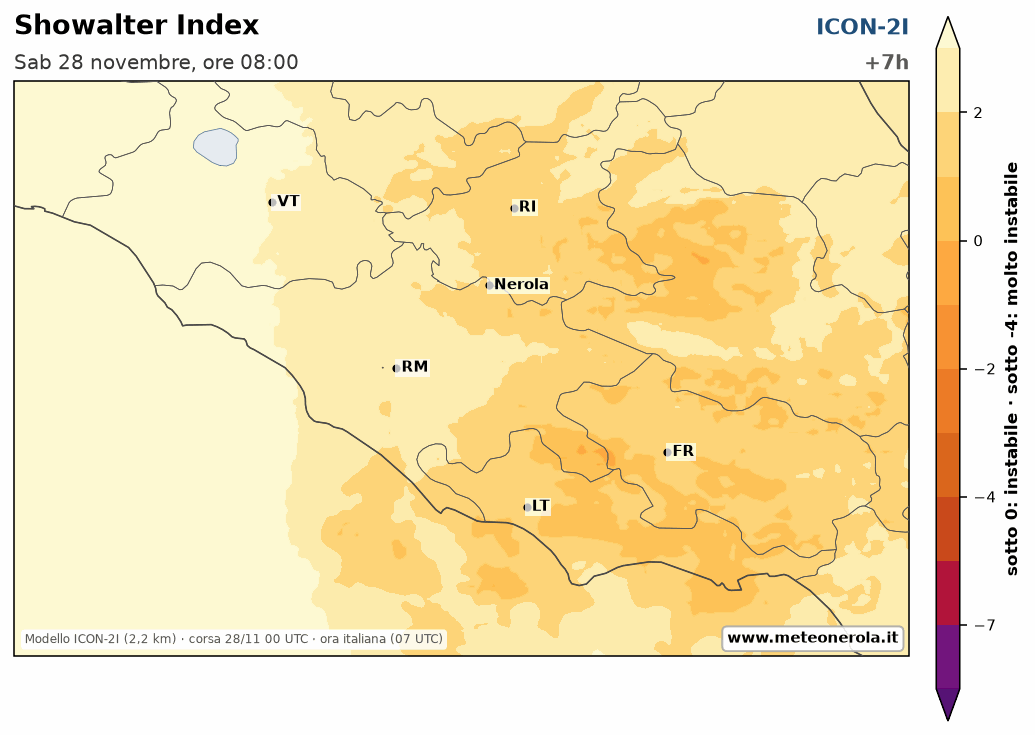 Showalter Index
ICON-2I
Sab 28 novembre, ore 08:00
+7h
VT
RI
Nerola
RM
FR
LT
Modello ICON-2I (2,2 km) · corsa 28/11 00 UTC · ora italiana (07 UTC)
www.meteonerola.it
2
0
−2
−4
−7
sotto 0: instabile · sotto -4: molto instabile